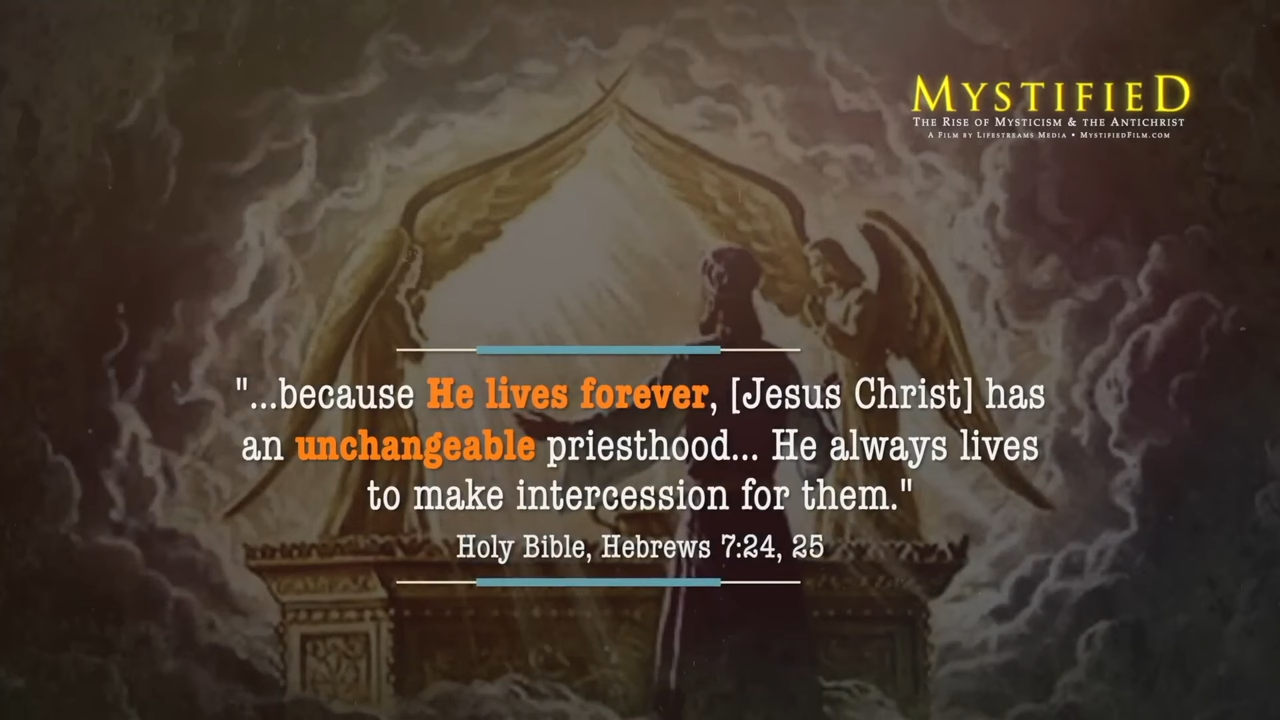 MYSTIFIED
THE RISE OF MYSTICISM & THE ANTICHRIST
A FILM BY LIFESTREAMS MEDIA • MYSTIFIEDFILM.COM
"...because He lives forever, [Jesus Christ] has
an unchangeable priesthood... He always lives
to make intercession for them."
Holy Bible, Hebrews 7:24, 25